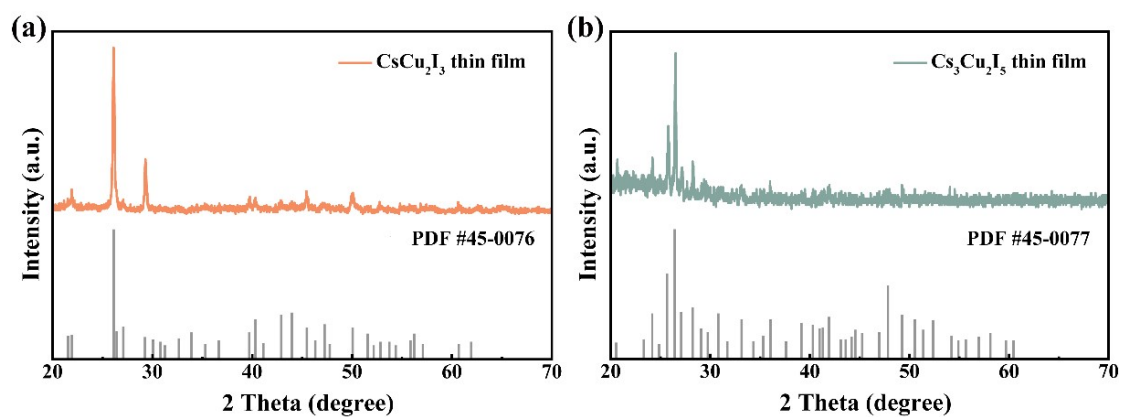 (a)
CsCu₂I₃ thin film
PDF #45-0076
Intensity (a.u.)
20 30 40 50 60 70
2 Theta (degree)
(b)
Cs₃Cu₂I₅ thin film
PDF #45-0077
Intensity (a.u.)
20 30 40 50 60 70
2 Theta (degree)